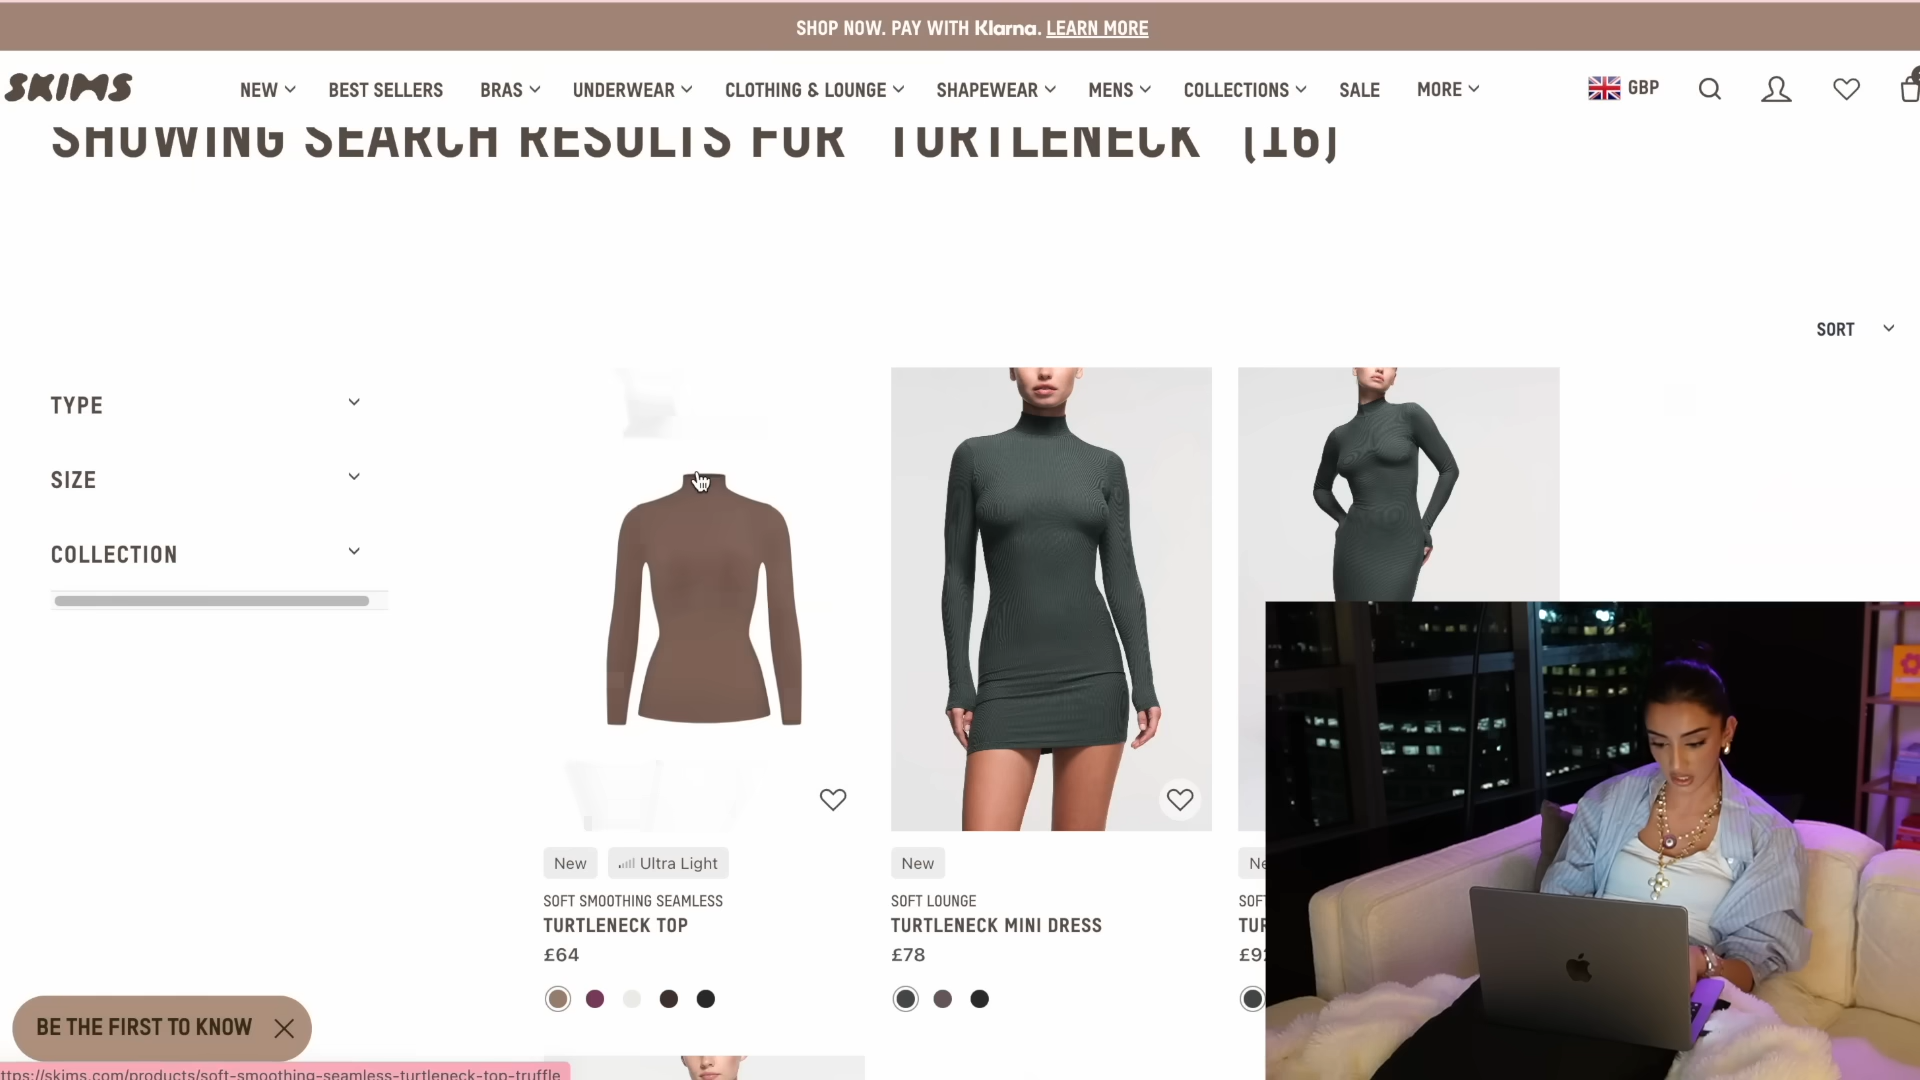 SHOP NOW. PAY WITH Klarna. LEARN MORE
SKIMS
NEW BEST SELLERS BRAS UNDERWEAR CLOTHING & LOUNGE SHAPEWEAR MENS COLLECTIONS SALE MORE
GBP
SHOWING SEARCH RESULTS FOR TURTLENECK (16)
SORT
TYPE
SIZE
COLLECTION
New
Ultra Light
SOFT SMOOTHING SEAMLESS
TURTLENECK TOP
£64
New
SOFT LOUNGE
TURTLENECK MINI DRESS
£78
Ne
SOFT
TUR
£92
BE THE FIRST TO KNOW
ttps://skims.com/products/soft-smoothing-seamless-turtleneck-top-truffle